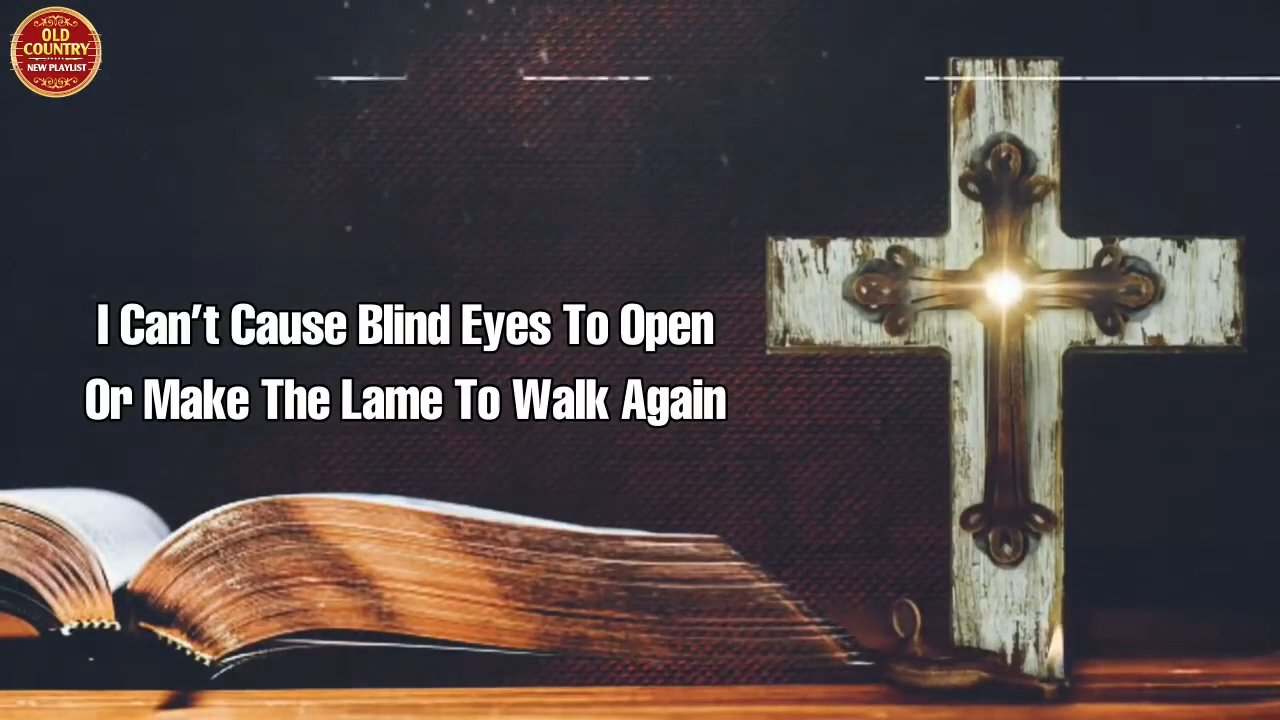 OLD
COUNTRY
NEW PLAYLIST
I Can't Cause Blind Eyes To Open
Or Make The Lame To Walk Again